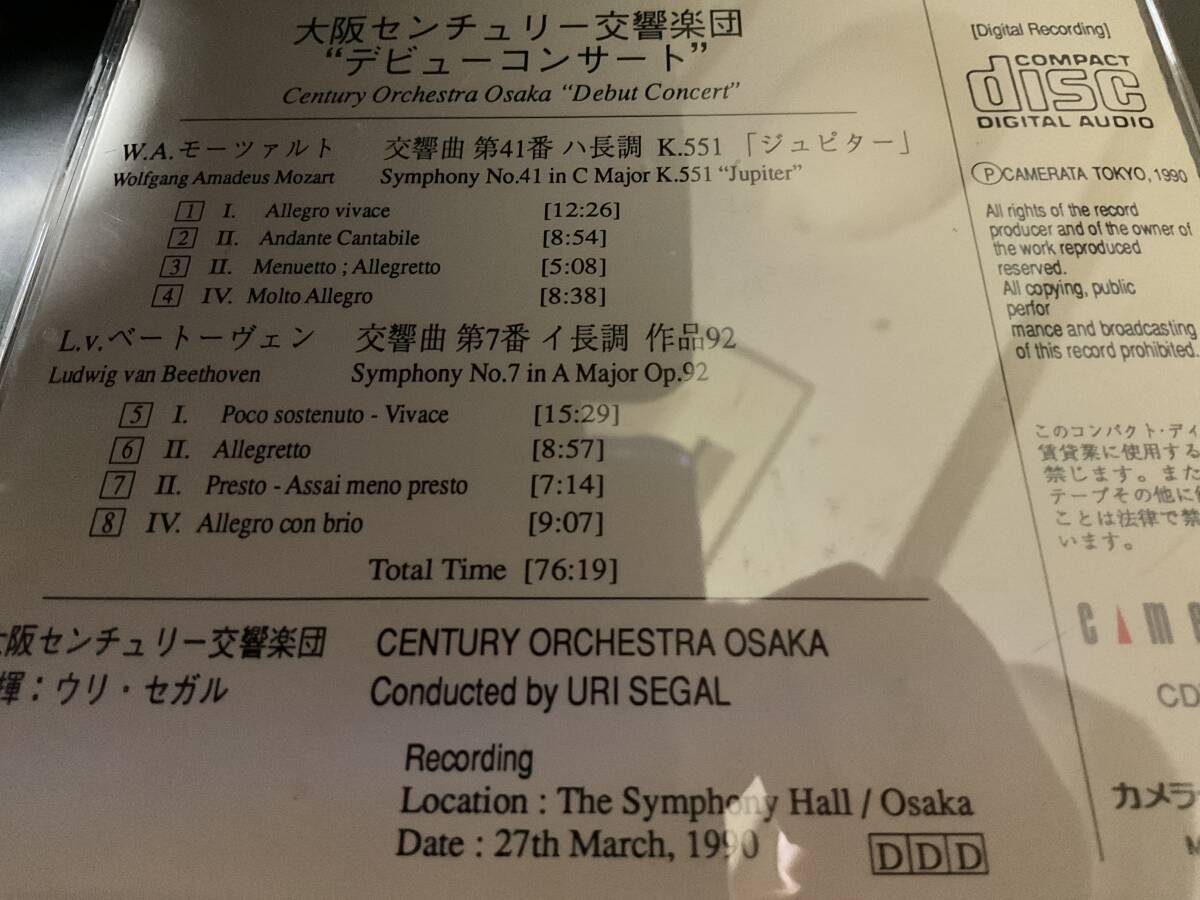 大阪センチュリー交響楽団
“デビューコンサート”
Century Orchestra Osaka “Debut Concert”
W.A.モーツァルト 交響曲 第41番 ハ長調 K.551 「ジュピター」
Wolfgang Amadeus Mozart Symphony No.41 in C Major K.551 “Jupiter”
1 I. Allegro vivace [12:26]
2 II. Andante Cantabile [8:54]
3 II. Menuetto ; Allegretto [5:08]
4 IV. Molto Allegro [8:38]
L.v.ベートーヴェン 交響曲 第7番 イ長調 作品92
Ludwig van Beethoven Symphony No.7 in A Major Op.92
5 I. Poco sostenuto - Vivace [15:29]
6 II. Allegretto [8:57]
7 II. Presto - Assai meno presto [7:14]
8 IV. Allegro con brio [9:07]
Total Time [76:19]
大阪センチュリー交響楽団 CENTURY ORCHESTRA OSAKA
揮：ウリ・セガル Conducted by URI SEGAL
Recording
Location : The Symphony Hall / Osaka
Date : 27th March, 1990 DDD
[Digital Recording]
COMPACT
disc
DIGITAL AUDIO
Ⓟ CAMERATA TOKYO, 1990
All rights of the record
producer and of the owner of
the work reproduced
reserved.
All copying, public
perfor
mance and broadcasting
of this record prohibited.
このコンパクト・ディ
賃貸業に使用する
禁じます。また
テープその他に
ことは法律で禁
います。
CAME
CD
カメラ
M